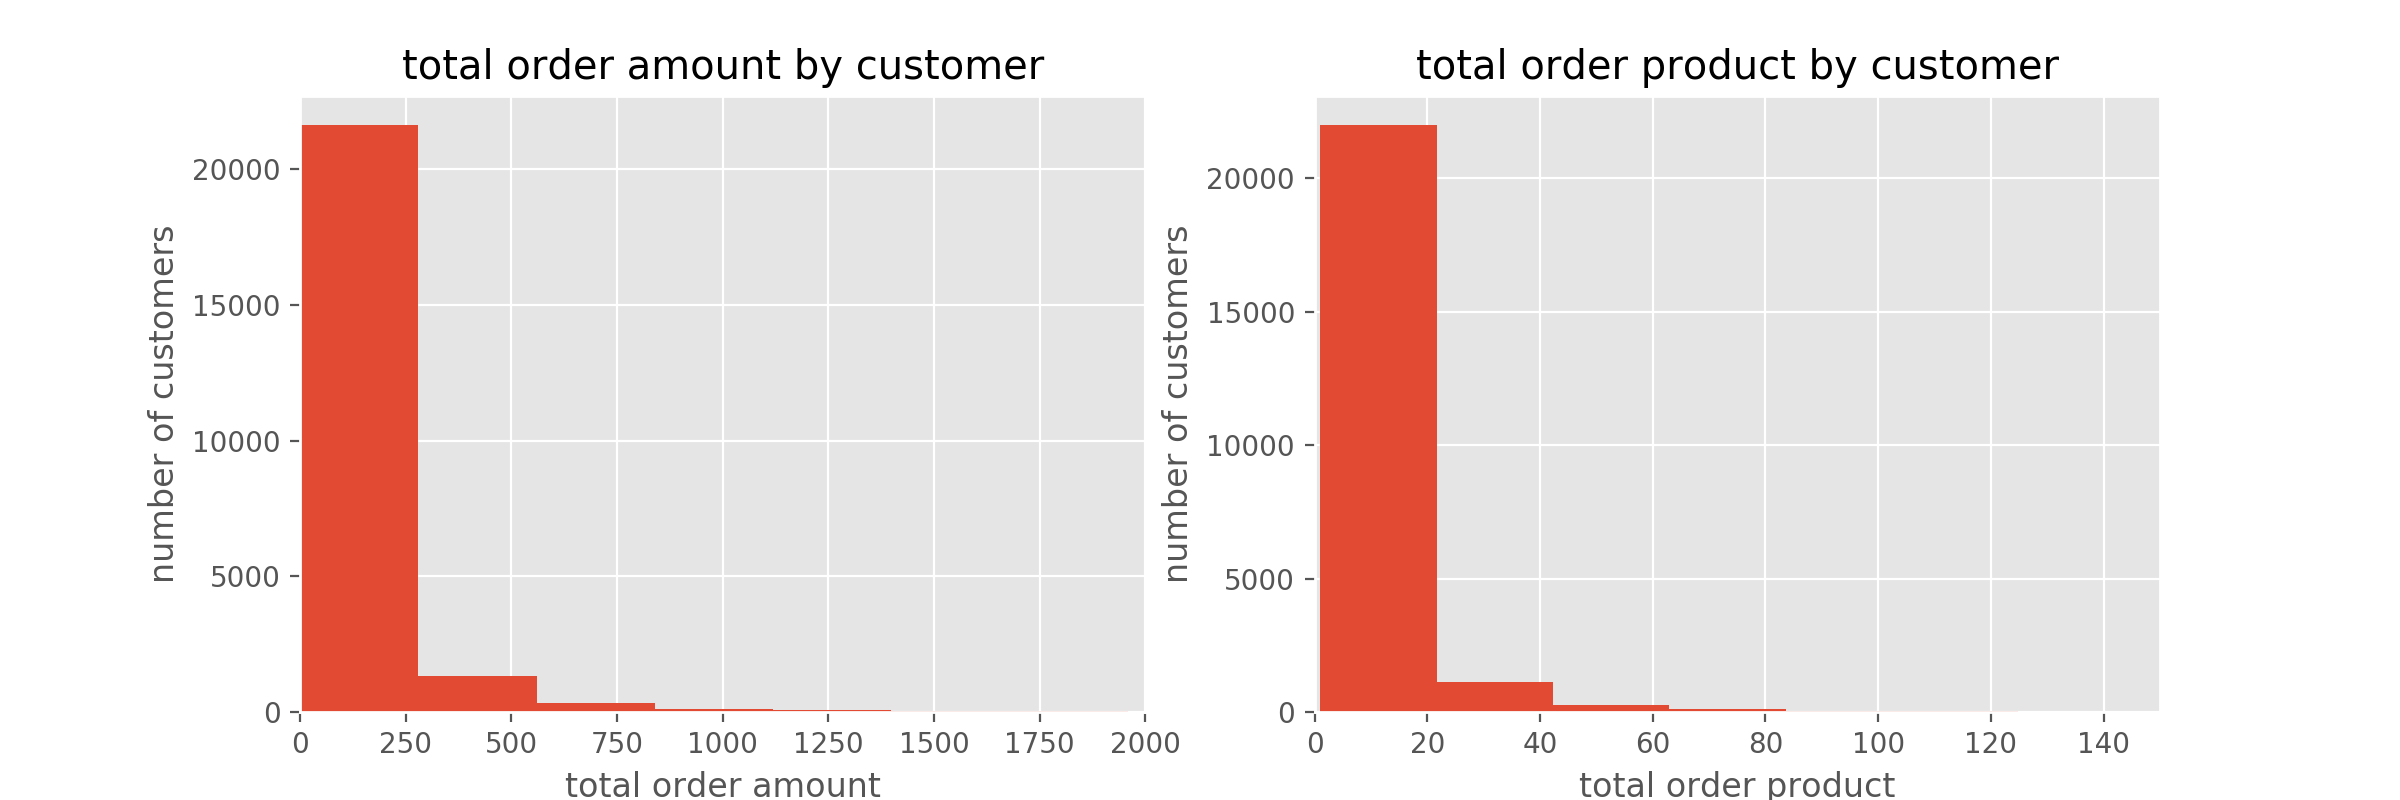 total order amount by customer
number of customers
20000
15000
10000
5000
0
0 250 500 750 1000 1250 1500 1750 2000
total order amount
total order product by customer
number of customers
20000
15000
10000
5000
0
0 20 40 60 80 100 120 140
total order product